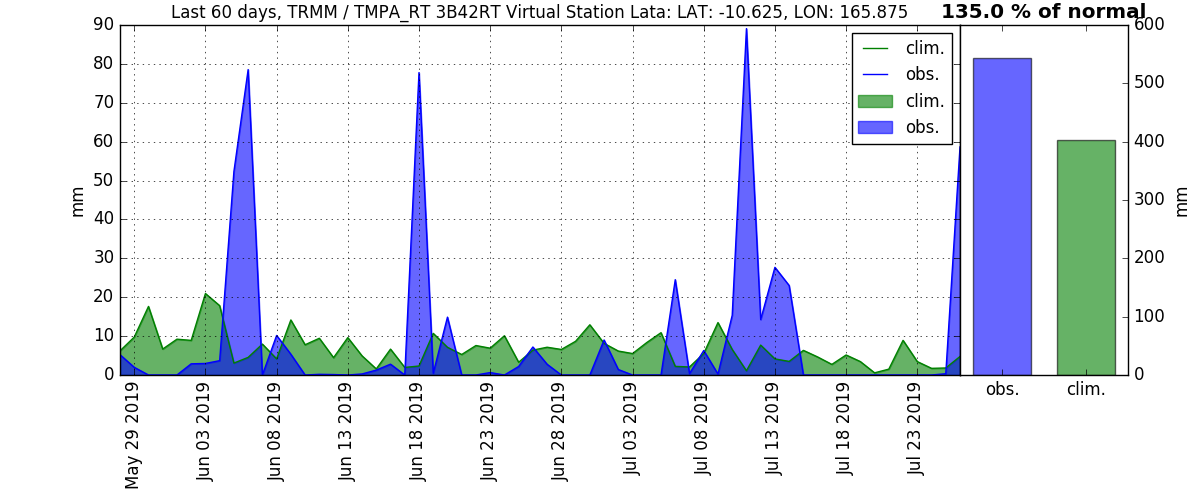 Last 60 days, TRMM / TMPA_RT 3B42RT Virtual Station Lata: LAT: -10.625, LON: 165.875
135.0 % of normal
90
80
70
60
50
40
30
20
10
0
mm
clim.
obs.
clim.
obs.
May 29 2019
Jun 03 2019
Jun 08 2019
Jun 13 2019
Jun 18 2019
Jun 23 2019
Jun 28 2019
Jul 03 2019
Jul 08 2019
Jul 13 2019
Jul 18 2019
Jul 23 2019
600
500
400
300
200
100
0
mm
obs.
clim.